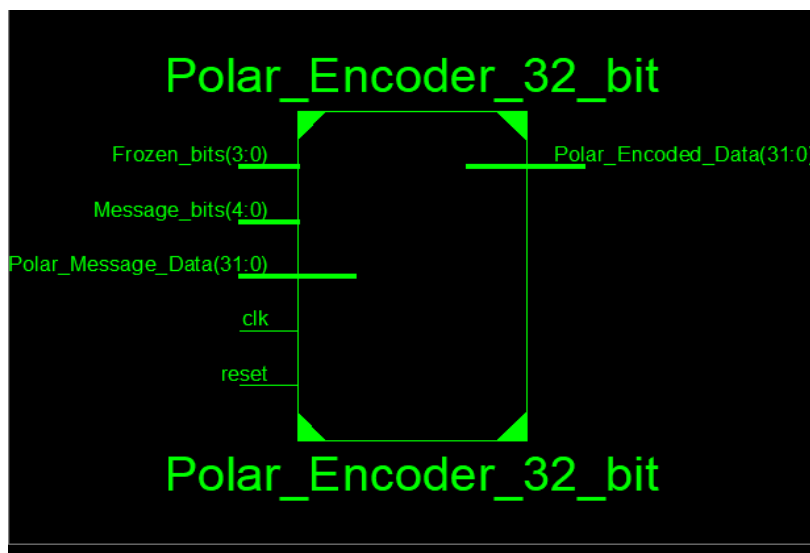 Polar_Encoder_32_bit
Frozen_bits(3:0)
Polar_Encoded_Data(31:0)
Message_bits(4:0)
Polar_Message_Data(31:0)
clk
reset
Polar_Encoder_32_bit